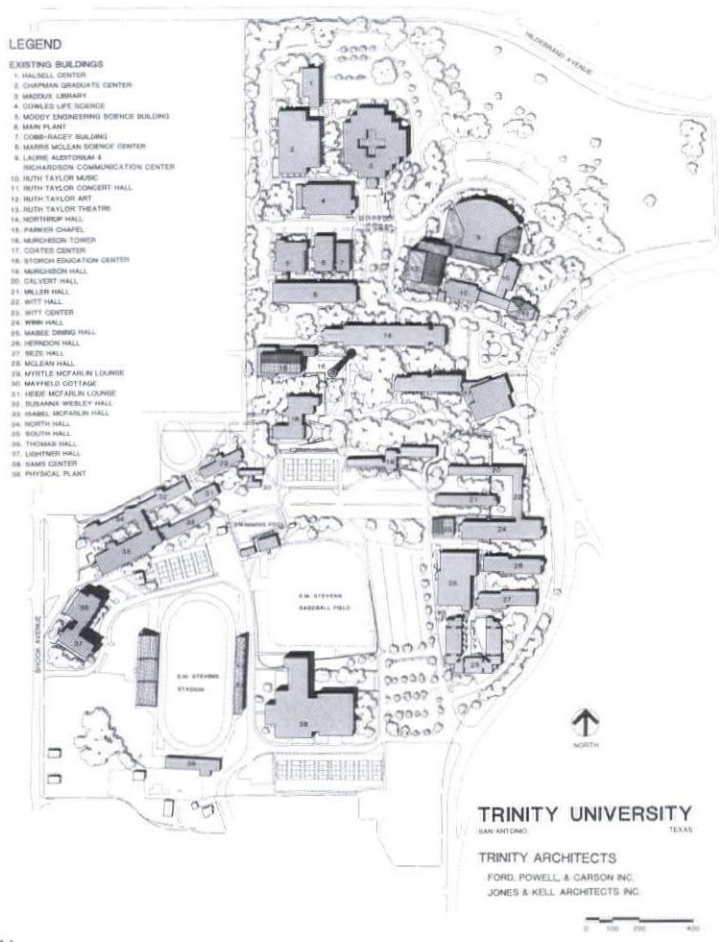 LEGEND
EXISTING BUILDINGS
1. HALSELL CENTER
2. CHAPMAN GRADUATE CENTER
3. MADDUX LIBRARY
4. COWLES LIFE SCIENCE
5. MOODY ENGINEERING SCIENCE BUILDING
6. MAIN PLANT
7. COBB-RACEY BUILDING
8. MARRS MCLEAN SCIENCE CENTER
9. LAURIE AUDITORIUM &
RICHARDSON COMMUNICATION CENTER
10. RUTH TAYLOR MUSIC
11. RUTH TAYLOR CONCERT HALL
12. RUTH TAYLOR ART
13. RUTH TAYLOR THEATRE
14. NORTHRUP HALL
15. PARKER CHAPEL
16. MURCHISON TOWER
17. COATES CENTER
18. STORCH EDUCATION CENTER
19. MURCHISON HALL
20. CALVERT HALL
21. MILLER HALL
22. WITT HALL
23. WITT CENTER
24. WINN HALL
25. MABEE DINING HALL
26. HERNDON HALL
27. BEZE HALL
28. MCLEAN HALL
29. MYRTLE MCFARLIN LOUNGE
30. MAYFIELD COTTAGE
31. HEIDE MCFARLIN LOUNGE
32. SUSANNA WESLEY HALL
33. ISABEL MCFARLIN HALL
34. NORTH HALL
35. SOUTH HALL
36. THOMAS HALL
37. LIGHTNER HALL
38. SAMS CENTER
39. PHYSICAL PLANT
HILDEBRAND AVENUE
STADIUM DRIVE
SWIMMING POOL
E.M. STEVENS
BASEBALL FIELD
SHOOK AVENUE
E.M. STEVENS
STADIUM
NORTH
TRINITY UNIVERSITY
SAN ANTONIO, TEXAS
TRINITY ARCHITECTS
FORD, POWELL, & CARSON INC.
JONES & KELL ARCHITECTS INC.
0 100 200 400